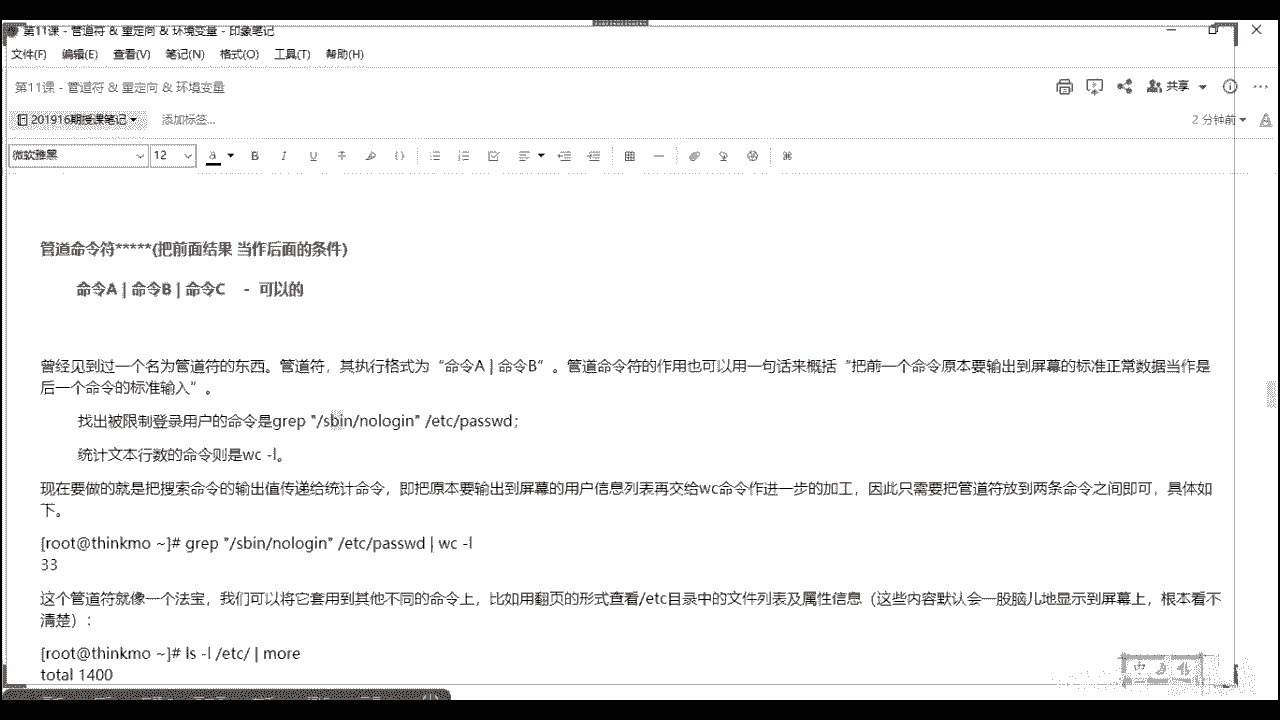 第11课 - 管道符 & 重定向 & 环境变量 - 印象笔记
文件(F) 编辑(E) 查看(V) 笔记(N) 格式(O) 工具(T) 帮助(H)
第11课 - 管道符 & 重定向 & 环境变量
共享
201916期授课笔记
添加标签...
2 分钟前
微软雅黑 12
管道命令符*****(把前面结果 当作后面的条件)
命令A | 命令B | 命令C - 可以的
曾经见到过一个名为管道符的东西。管道符，其执行格式为“命令A | 命令B”。管道命令符的作用也可以用一句话来概括“把前一个命令原本要输出到屏幕的标准正常数据当作是
后一个命令的标准输入”。
找出被限制登录用户的命令是grep "/sbin/nologin" /etc/passwd；
统计文本行数的命令则是wc -l。
现在要做的就是把搜索命令的输出值传递给统计命令，即把原本要输出到屏幕的用户信息列表再交给wc命令作进一步的加工，因此只需要把管道符放到两条命令之间即可，具体如
下。
[root@thinkmo ~]# grep "/sbin/nologin" /etc/passwd | wc -l
33
这个管道符就像一个法宝，我们可以将它套用到其他不同的命令上，比如用翻页的形式查看/etc目录中的文件列表及属性信息（这些内容默认会一股脑儿地显示到屏幕上，根本看不
清楚）：
[root@thinkmo ~]# ls -l /etc/ | more
total 1400